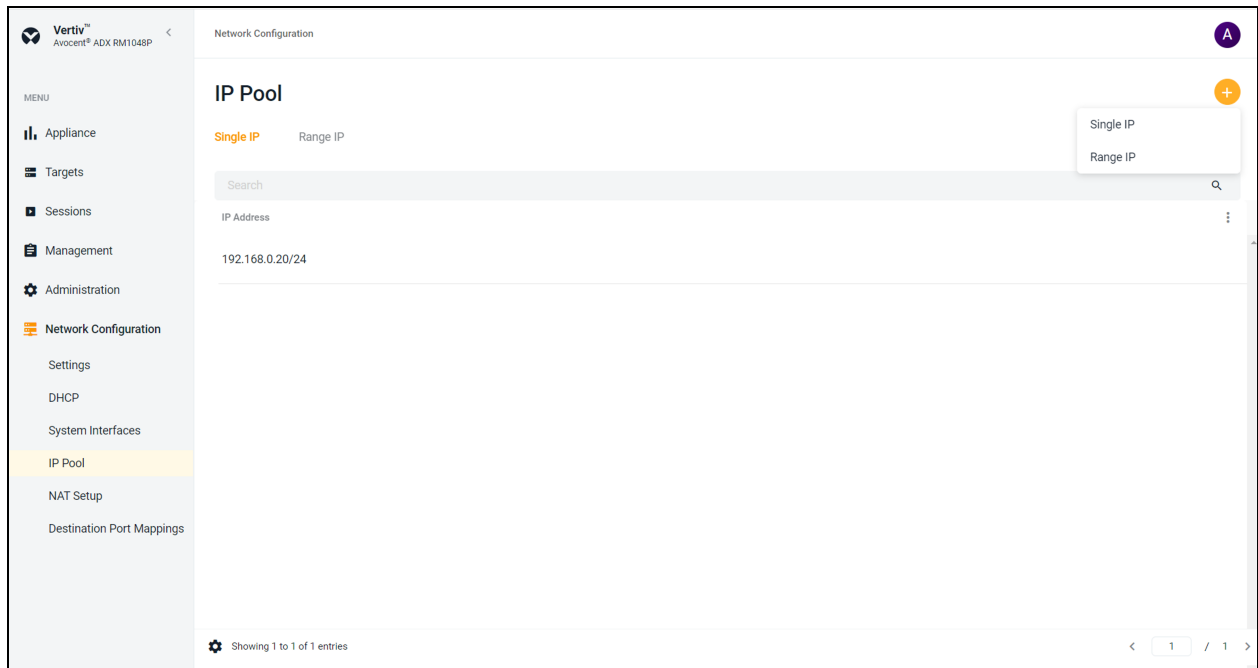 Vertiv™
Avocent® ADX RM1048P
Network Configuration
A
MENU
IP Pool
Single IP
Range IP
Single IP
Range IP
Appliance
Targets
Sessions
Management
Administration
Network Configuration
Settings
DHCP
System Interfaces
IP Pool
NAT Setup
Destination Port Mappings
Search
IP Address
192.168.0.20/24
Showing 1 to 1 of 1 entries
1 / 1